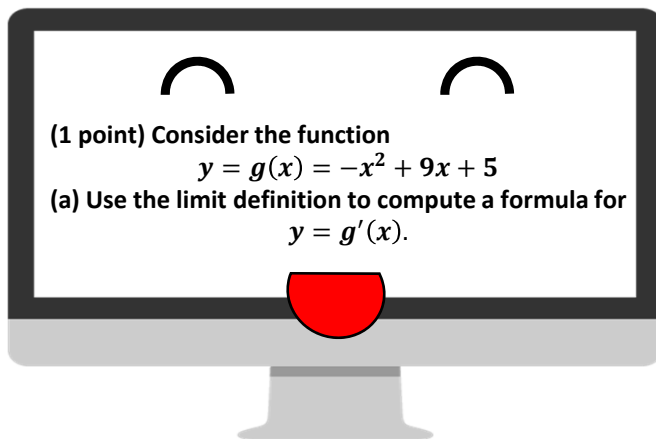 (1 point) Consider the function
y = g(x) = −x² + 9x + 5
(a) Use the limit definition to compute a formula for
y = g′(x).